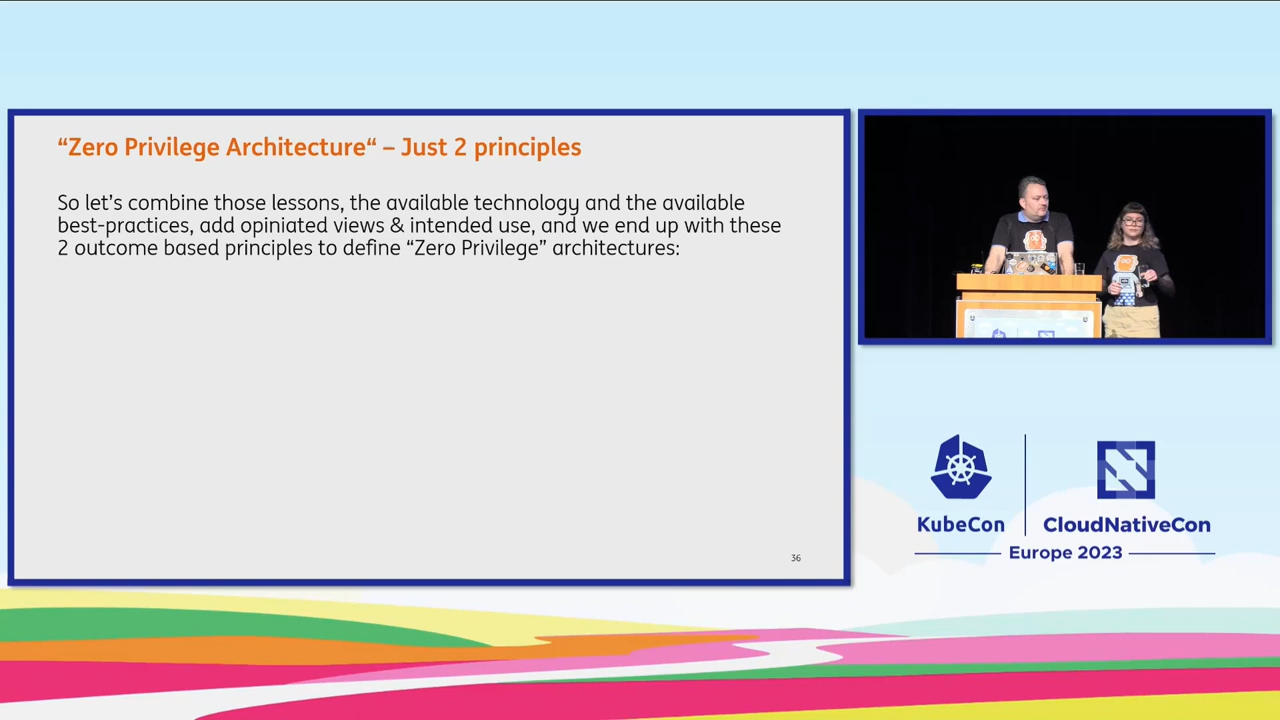 “Zero Privilege Architecture“ – Just 2 principles
So let’s combine those lessons, the available technology and the available
best-practices, add opiniated views & intended use, and we end up with these
2 outcome based principles to define “Zero Privilege” architectures:
36
KubeCon
CloudNativeCon
Europe 2023